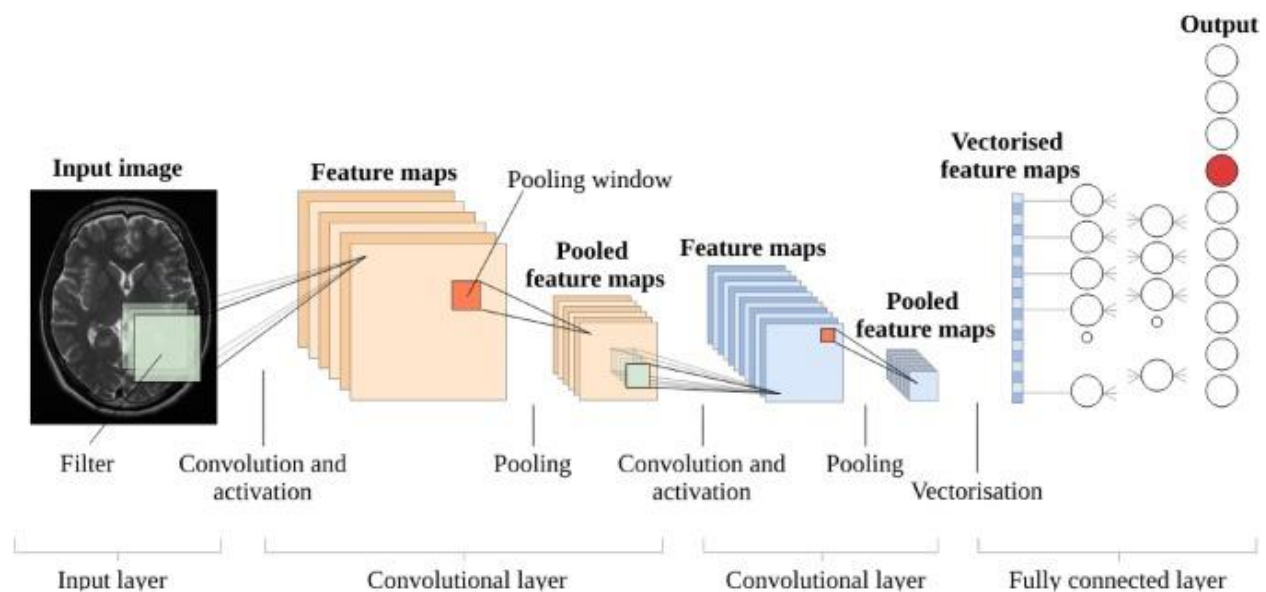 Output
Vectorised
feature maps
Input image
Feature maps
Pooling window
Pooled
feature maps
Feature maps
Pooled
feature maps
Filter
Convolution and
activation
Pooling
Convolution and
activation
Pooling
Vectorisation
Input layer
Convolutional layer
Convolutional layer
Fully connected layer